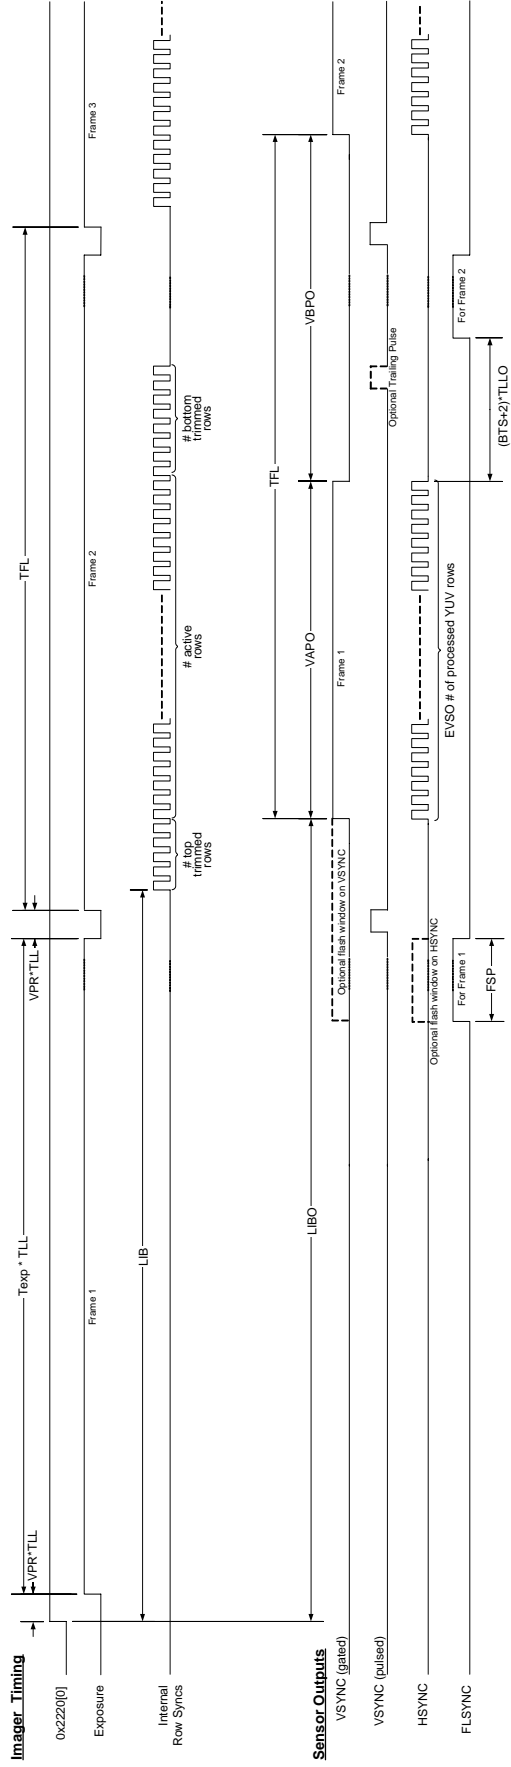 Imager Timing
VPR*TLL
Texp * TLL
VPR*TLL
TFL
0x2220[0]
Exposure
Frame 1
Frame 2
Frame 3
Internal
Row Syncs
LIB
# top
trimmed
rows
# active
rows
# bottom
trimmed
rows
Sensor Outputs
TFL
LIBO
VAPO
VBPO
VSYNC (gated)
Optional flash window on VSYNC
Frame 1
Frame 2
VSYNC (pulsed)
Optional Trailing Pulse
HSYNC
Optional flash window on HSYNC
EVSO # of processed YUV rows
FLSYNC
For Frame 1
For Frame 2
FSP
(BTS+2)*TLLO